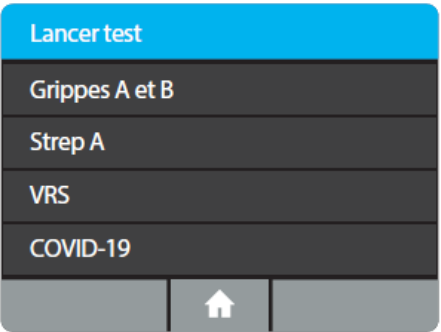 Lancer test
Grippes A et B
Strep A
VRS
COVID-19